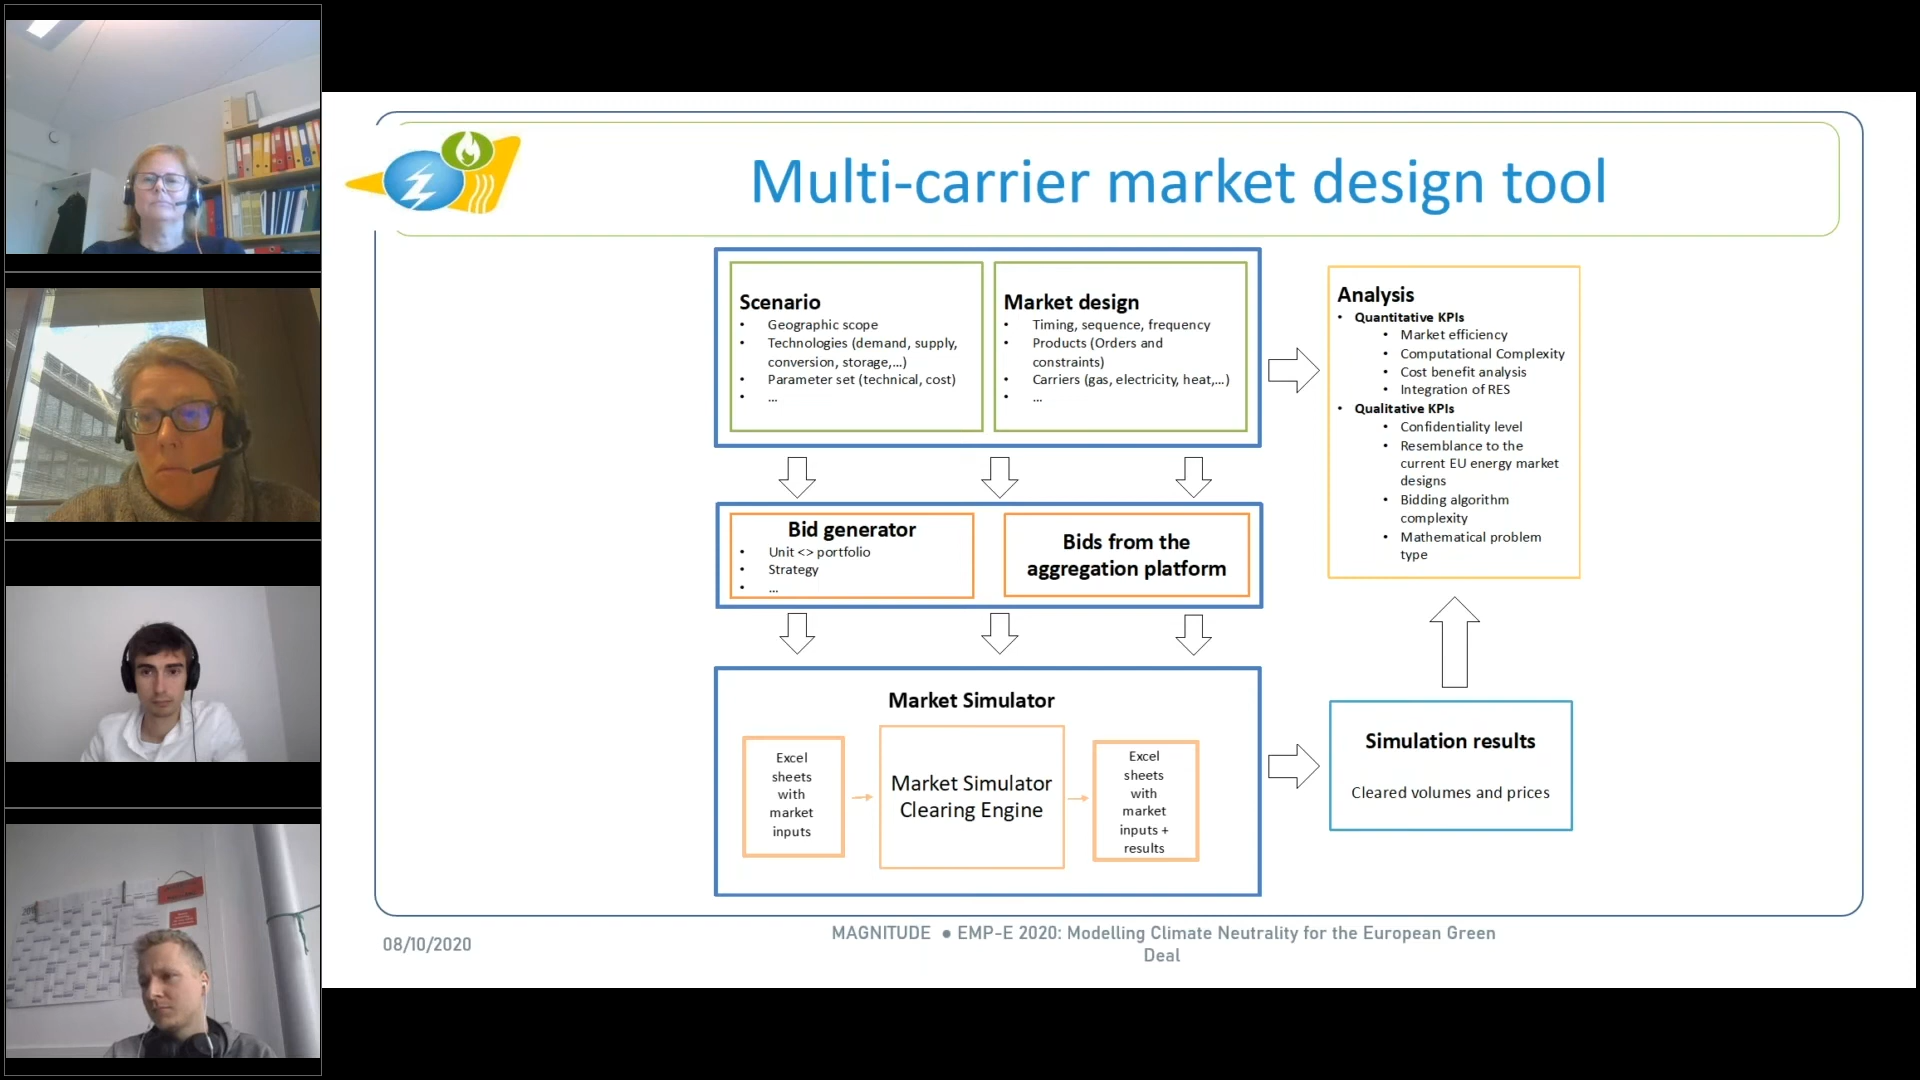 Multi-carrier market design tool
Scenario
• Geographic scope
• Technologies (demand, supply,
conversion, storage,...)
• Parameter set (technical, cost)
• ...
Market design
• Timing, sequence, frequency
• Products (Orders and
constraints)
• Carriers (gas, electricity, heat,...)
• ...
Analysis
• Quantitative KPIs
• Market efficiency
• Computational Complexity
• Cost benefit analysis
• Integration of RES
• Qualitative KPIs
• Confidentiality level
• Resemblance to the
current EU energy market
designs
• Bidding algorithm
complexity
• Mathematical problem
type
Bid generator
• Unit <> portfolio
• Strategy
• ...
Bids from the
aggregation platform
Market Simulator
Excel
sheets
with
market
inputs
Market Simulator
Clearing Engine
Excel
sheets
with
market
inputs +
results
Simulation results
Cleared volumes and prices
08/10/2020
MAGNITUDE ● EMP-E 2020: Modelling Climate Neutrality for the European Green
Deal